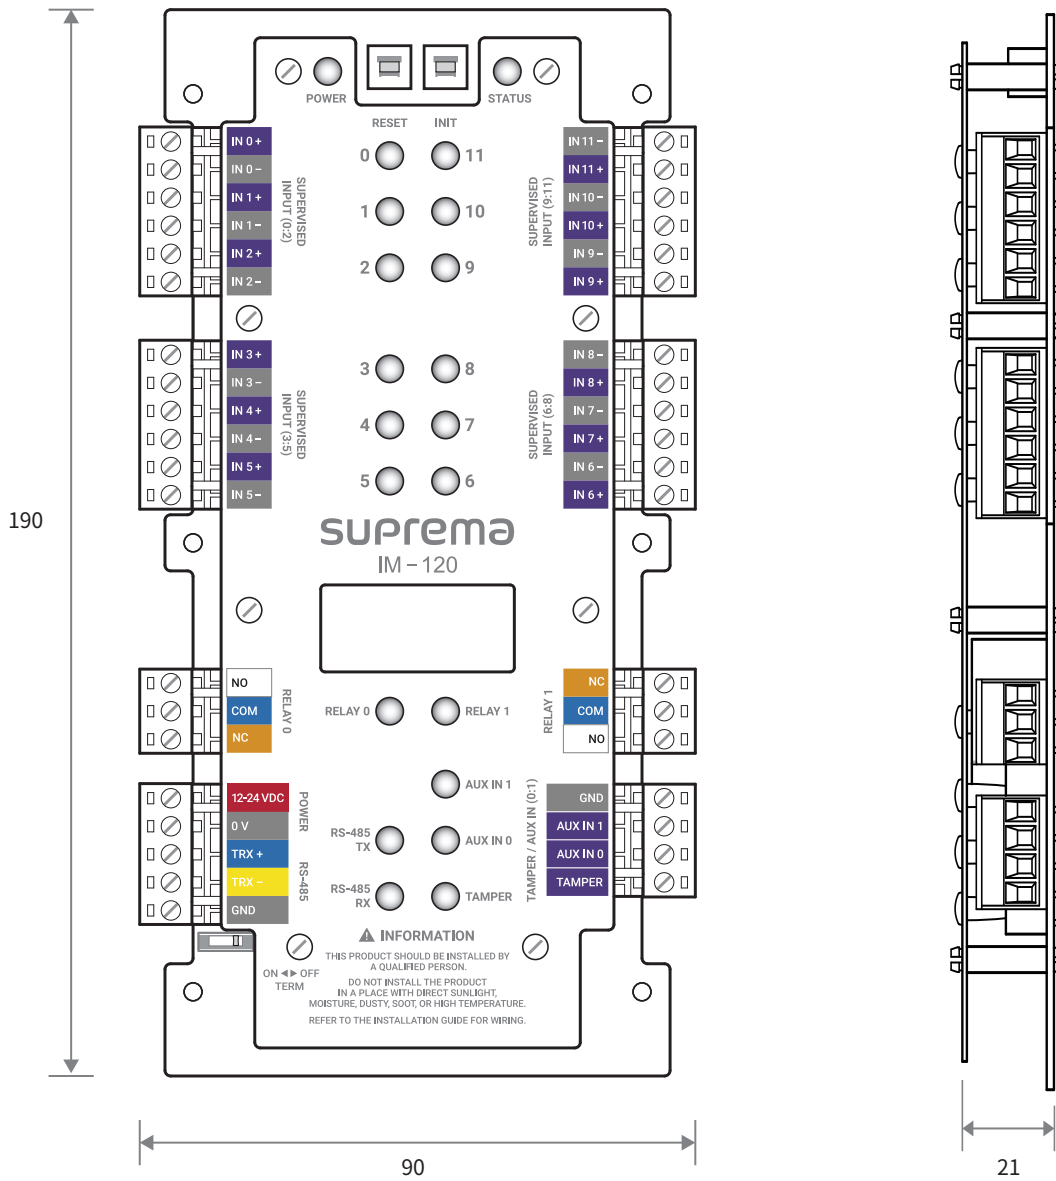 POWER
STATUS
RESET INIT
IN 0 +
IN 0 –
IN 1 +
IN 1 –
IN 2 +
IN 2 –
SUPERVISED
INPUT (0:2)
0
1
2
11
10
9
SUPERVISED
INPUT (9:11)
IN 11 –
IN 11 +
IN 10 –
IN 10 +
IN 9 –
IN 9 +
IN 3 +
IN 3 –
IN 4 +
IN 4 –
IN 5 +
IN 5 –
SUPERVISED
INPUT (3:5)
3
4
5
8
7
6
SUPERVISED
INPUT (6:8)
IN 8 –
IN 8 +
IN 7 –
IN 7 +
IN 6 –
IN 6 +
190
suprema
IM – 120
NO
COM
NC
RELAY 0
RELAY 0
RELAY 1
RELAY 1
NC
COM
NO
12-24 VDC
0 V
TRX +
TRX –
GND
POWER
RS-485
RS-485
TX
RS-485
RX
AUX IN 1
AUX IN 0
TAMPER
TAMPER / AUX IN (0:1)
GND
AUX IN 1
AUX IN 0
TAMPER
ON ◀▶ OFF
TERM
⚠ INFORMATION
THIS PRODUCT SHOULD BE INSTALLED BY
A QUALIFIED PERSON.
DO NOT INSTALL THE PRODUCT
IN A PLACE WITH DIRECT SUNLIGHT,
MOISTURE, DUSTY, SOOT, OR HIGH TEMPERATURE.
REFER TO THE INSTALLATION GUIDE FOR WIRING.
90
21